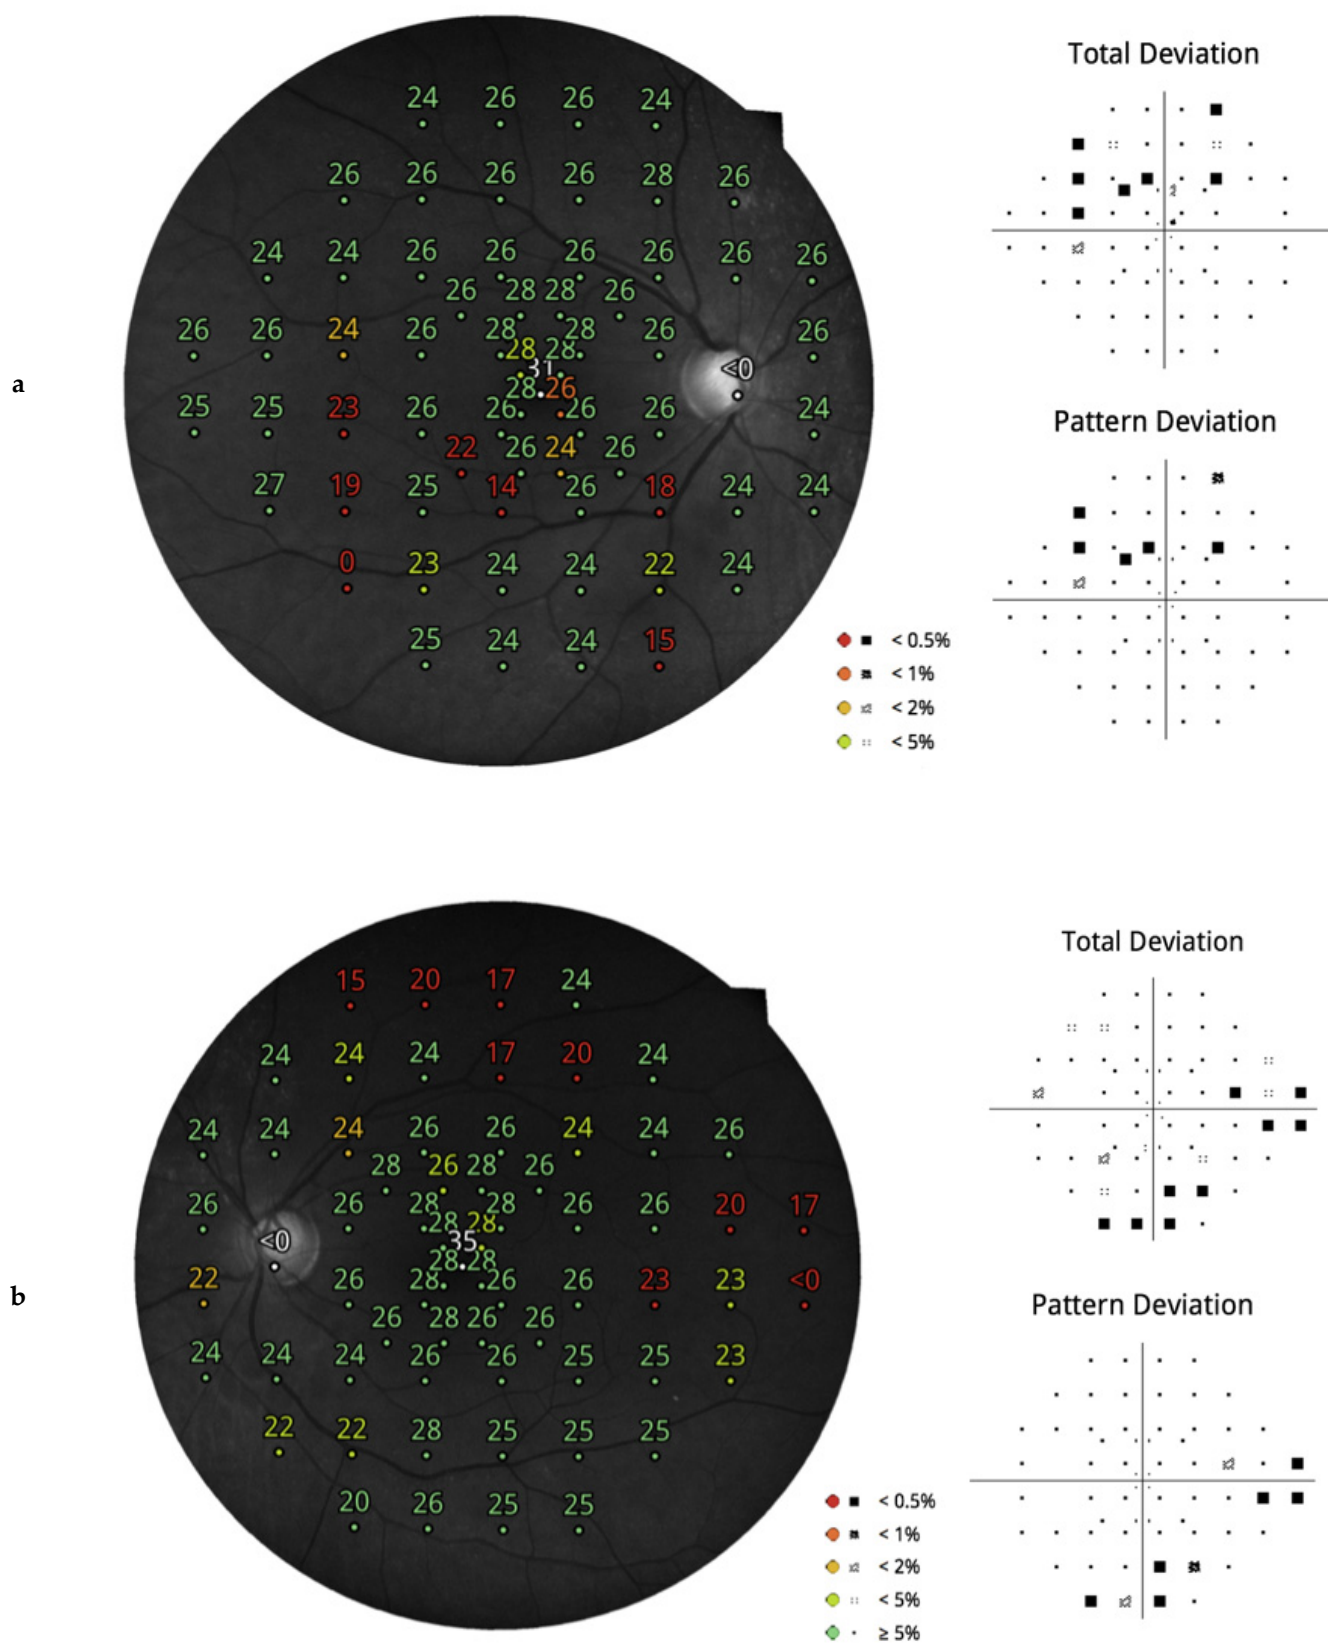 Total Deviation
24 26 26 24
26 26 26 26 28 26
24 24 26 26 26 26 26 26
26 28 28 26
26 26 24 26 28 28 26 26
28 28
31 <0
28 26
25 25 23 26 26 26 26 24
22 26 24 26
27 19 25 14 26 18 24 24
0 23 24 24 22 24
25 24 24 15
a
Pattern Deviation
< 0.5%
< 1%
< 2%
< 5%
Total Deviation
15 20 17 24
24 24 24 17 20 24
24 24 24 26 26 24 24 26
28 26 28 26
26 26 28 28 26 26 20 17
28 28
<0 35
28 28
22 26 28 26 26 23 23 <0
26 28 26 26
24 24 24 26 26 25 25 23
22 22 28 25 25 25
20 26 25 25
b
Pattern Deviation
< 0.5%
< 1%
< 2%
< 5%
≥ 5%